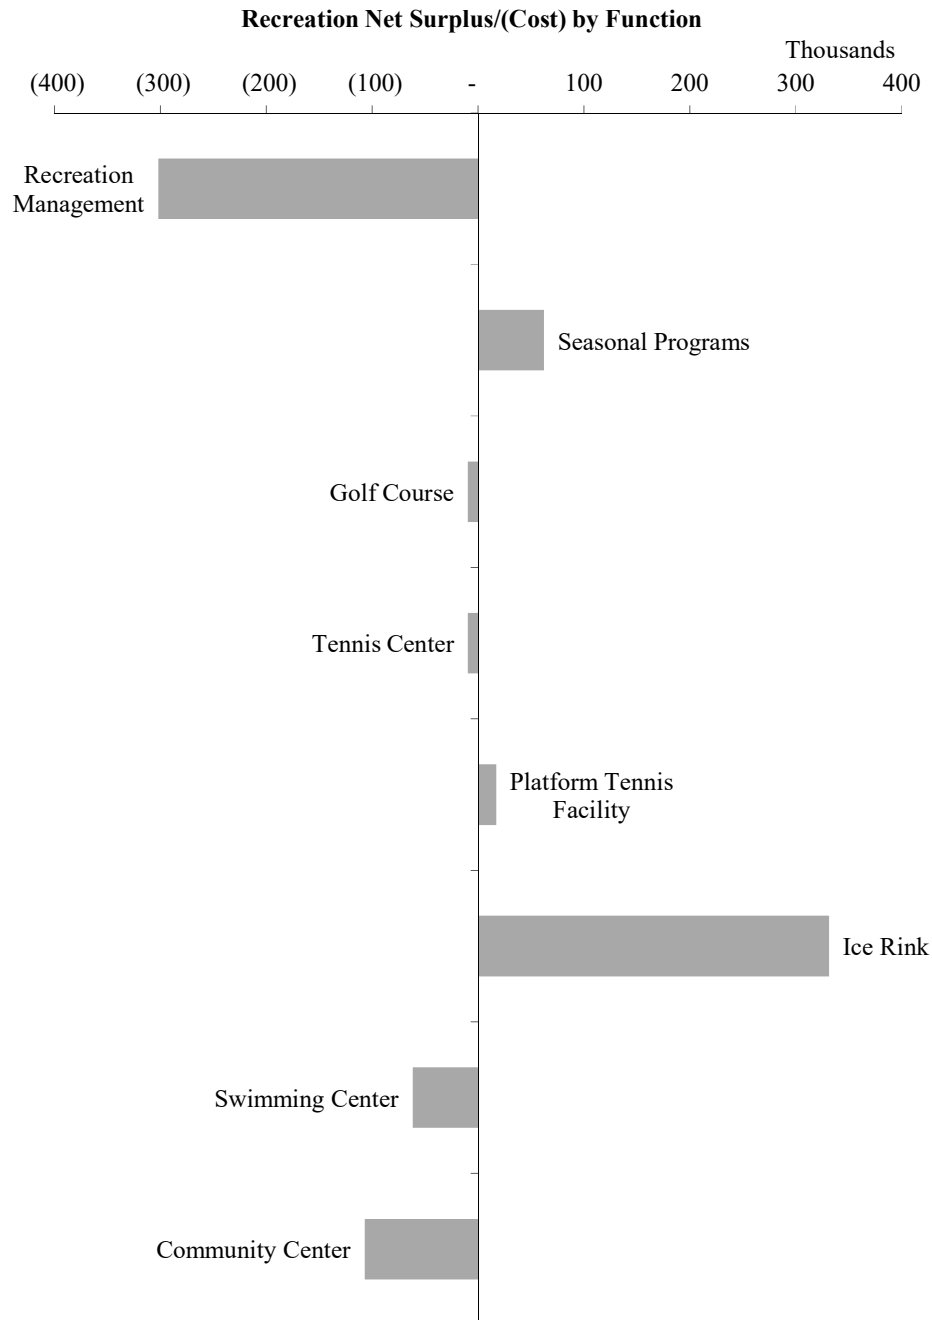 Recreation Net Surplus/(Cost) by Function
Thousands
(400) (300) (200) (100) - 100 200 300 400
Recreation
Management
Seasonal Programs
Golf Course
Tennis Center
Platform Tennis
Facility
Ice Rink
Swimming Center
Community Center